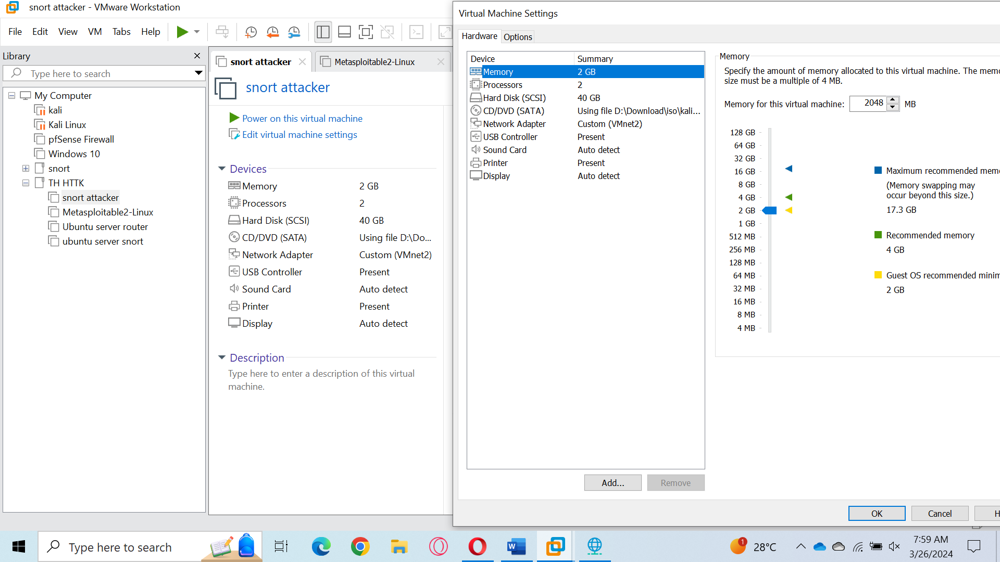 snort attacker - VMware Workstation
File Edit View VM Tabs Help
Library
Type here to search
My Computer
kali
Kali Linux
pfSense Firewall
Windows 10
snort
TH HTTK
snort attacker
Metasploitable2-Linux
Ubuntu server router
ubuntu server snort
snort attacker
Metasploitable2-Linux
snort attacker
Power on this virtual machine
Edit virtual machine settings
Devices
Memory 2 GB
Processors 2
Hard Disk (SCSI) 40 GB
CD/DVD (SATA) Using file D:\Do...
Network Adapter Custom (VMnet2)
USB Controller Present
Sound Card Auto detect
Printer Present
Display Auto detect
Description
Type here to enter a description of this virtual
machine.
Virtual Machine Settings
Hardware Options
Device Summary
Memory 2 GB
Processors 2
Hard Disk (SCSI) 40 GB
CD/DVD (SATA) Using file D:\Download\iso\kali...
Network Adapter Custom (VMnet2)
USB Controller Present
Sound Card Auto detect
Printer Present
Display Auto detect
Add... Remove
Memory
Specify the amount of memory allocated to this virtual machine. The memo
size must be a multiple of 4 MB.
Memory for this virtual machine: 2048 MB
128 GB
64 GB
32 GB
16 GB
8 GB
4 GB
2 GB
1 GB
512 MB
256 MB
128 MB
64 MB
32 MB
16 MB
8 MB
4 MB
Maximum recommended memo
(Memory swapping may
occur beyond this size.)
17.3 GB
Recommended memory
4 GB
Guest OS recommended minim
2 GB
OK Cancel H
Type here to search
1
28°C
7:59 AM
3/26/2024